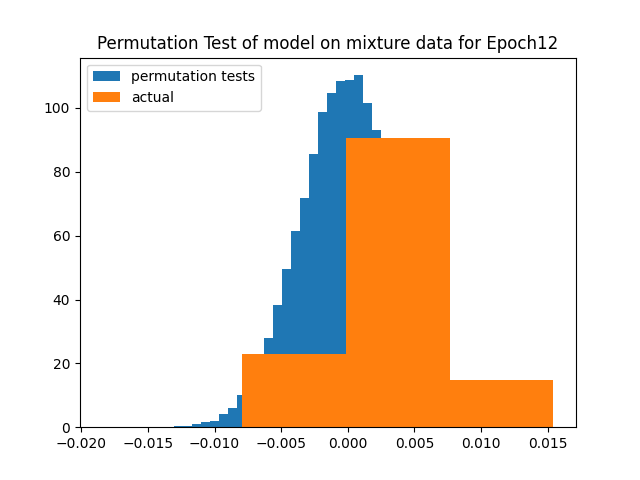 Permutation Test of model on mixture data for Epoch12
permutation tests
actual
100
80
60
40
20
0
−0.020 −0.015 −0.010 −0.005 0.000 0.005 0.010 0.015